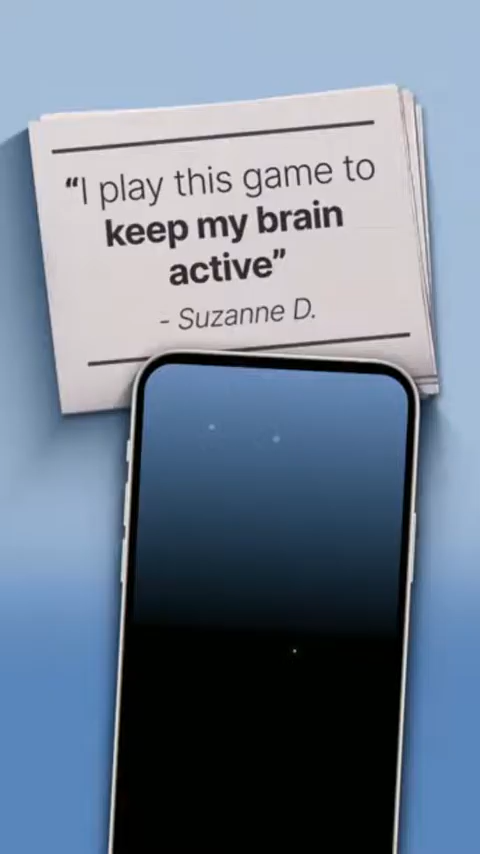 “I play this game to
keep my brain
active”
- Suzanne D.